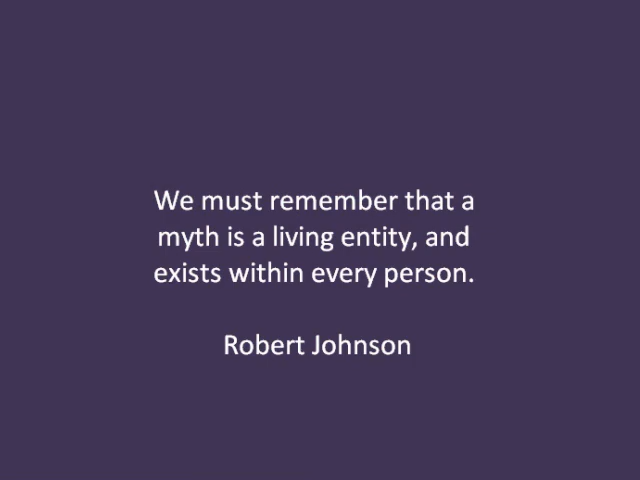 We must remember that a
myth is a living entity, and
exists within every person.
Robert Johnson